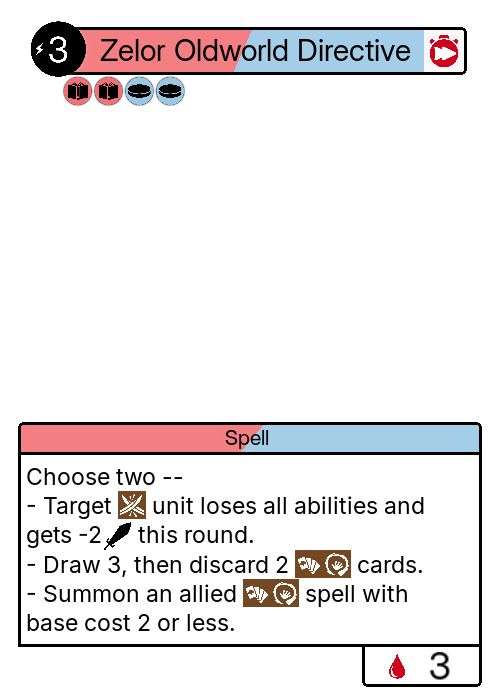 3 Zelor Oldworld Directive
Spell
Choose two --
- Target unit loses all abilities and
gets -2 this round.
- Draw 3, then discard 2 cards.
- Summon an allied spell with
base cost 2 or less.
3